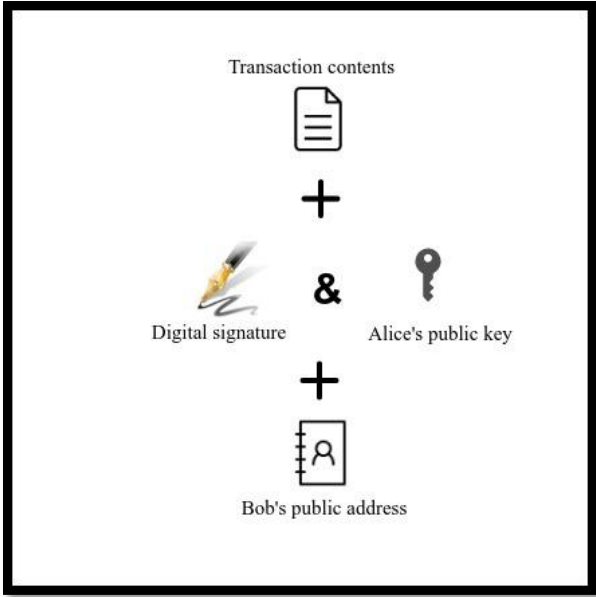 Transaction contents
+
&
Digital signature
Alice's public key
+
Bob's public address